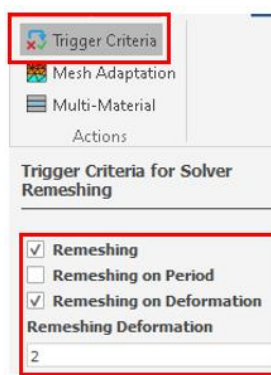 Trigger Criteria
Mesh Adaptation
Multi-Material
Actions
Trigger Criteria for Solver
Remeshing
Remeshing
Remeshing on Period
Remeshing on Deformation
Remeshing Deformation
2